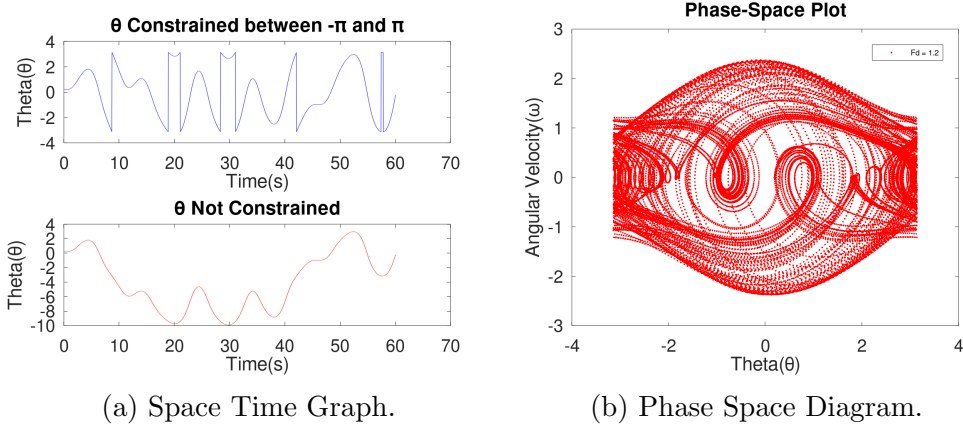 θ Constrained between -π and π
4
2
0
-2
-4
Theta(θ)
0 10 20 30 40 50 60 70
Time(s)
θ Not Constrained
4
2
0
-2
-4
-6
-8
-10
Theta(θ)
0 10 20 30 40 50 60 70
Time(s)
(a) Space Time Graph.
Phase-Space Plot
Fd = 1.2
3
2
1
0
-1
-2
-3
Angular Velocity(ω)
-4 -2 0 2 4
Theta(θ)
(b) Phase Space Diagram.